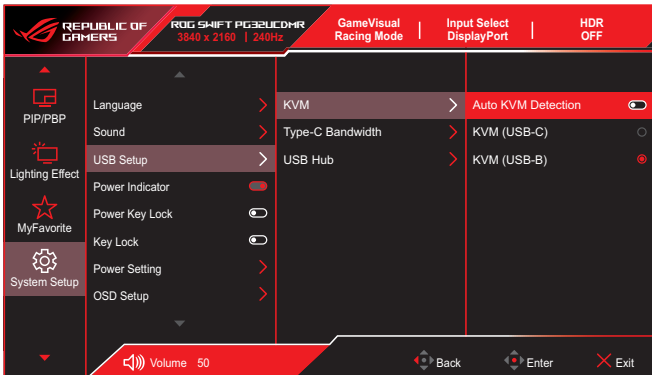 REPUBLIC OF
GAMERS
ROG SWIFT PG32UCDMR
3840 x 2160 | 240Hz
GameVisual
Racing Mode
Input Select
DisplayPort
HDR
OFF
PIP/PBP
Lighting Effect
MyFavorite
System Setup
Language
Sound
USB Setup
Power Indicator
Power Key Lock
Key Lock
Power Setting
OSD Setup
KVM
Type-C Bandwidth
USB Hub
Auto KVM Detection
KVM (USB-C)
KVM (USB-B)
Volume 50
Back
Enter
Exit